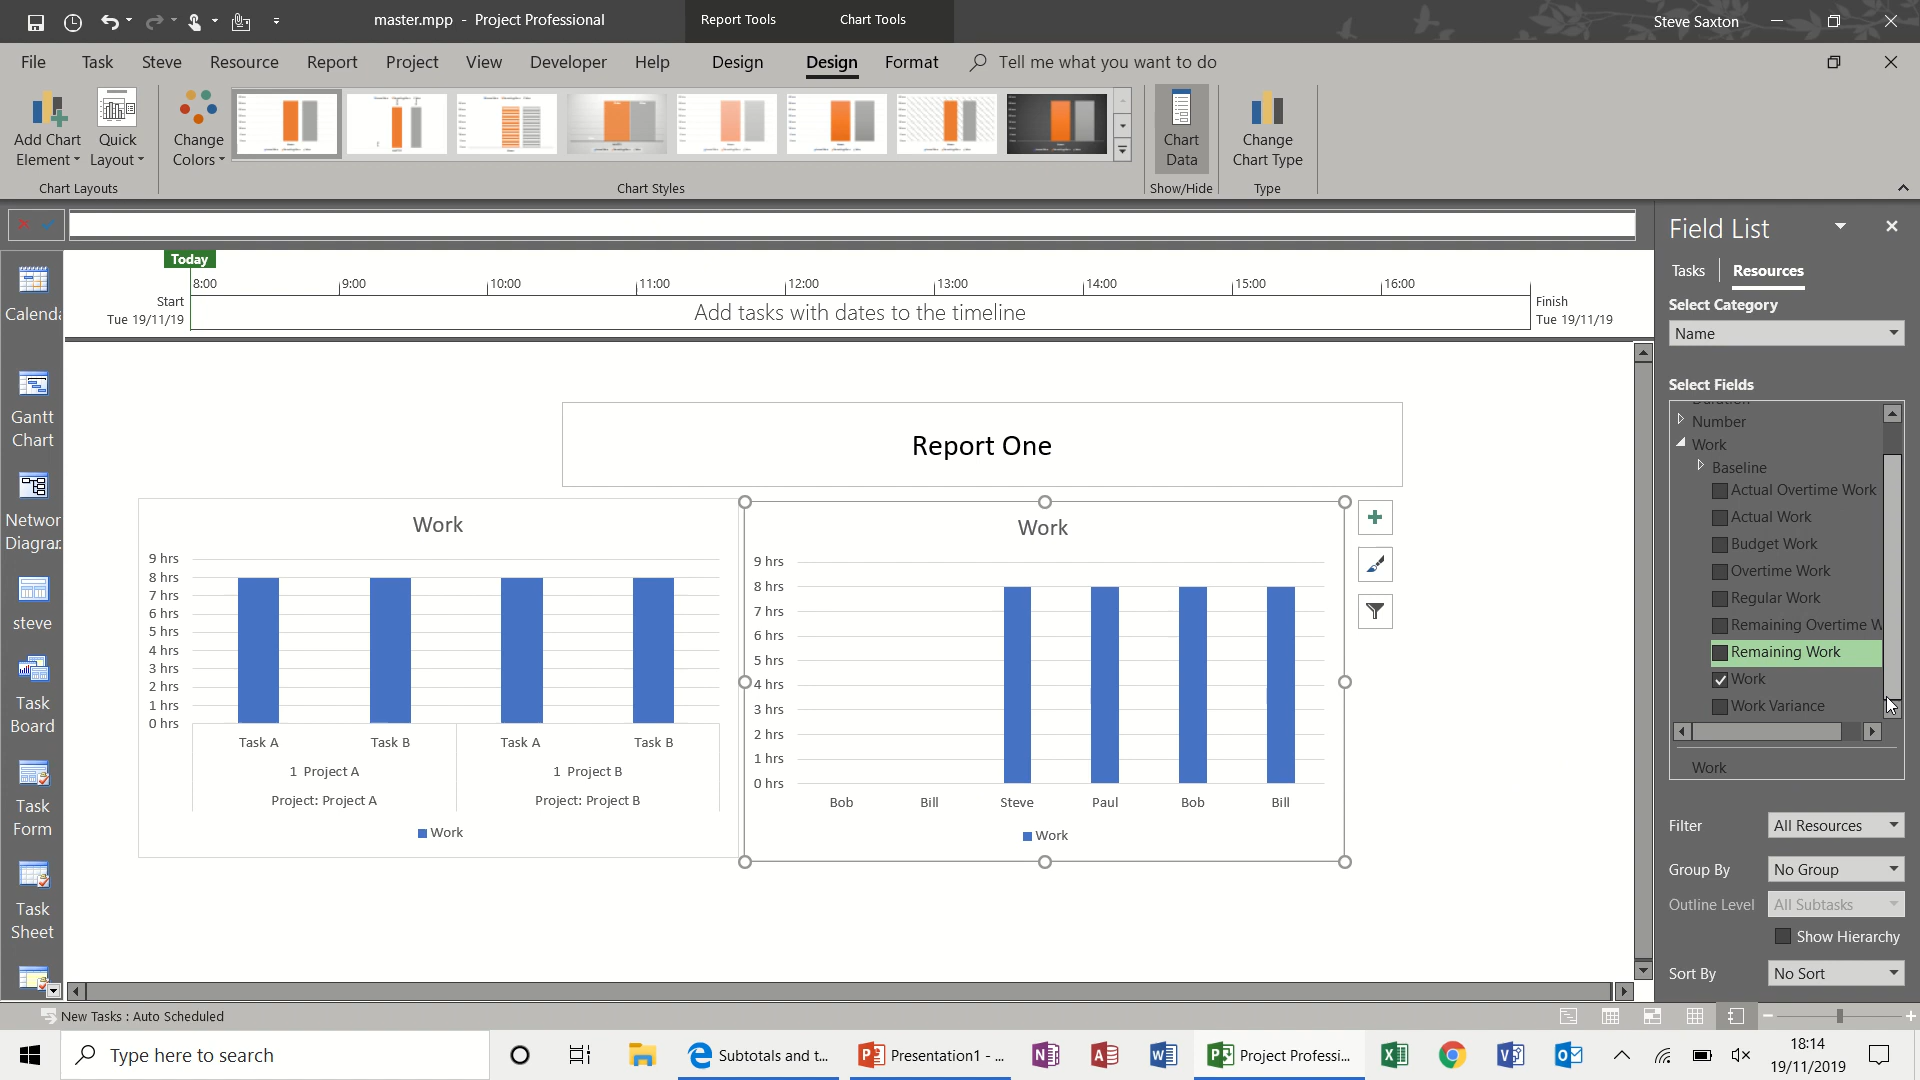 master.mpp - Project Professional
Report Tools
Chart Tools
Steve Saxton
File
Task
Steve
Resource
Report
Project
View
Developer
Help
Design
Design
Format
Tell me what you want to do
Add Chart
Element
Quick
Layout
Change
Colors
Chart
Data
Change
Chart Type
Chart Layouts
Chart Styles
Show/Hide
Type
Today
8:00
9:00
10:00
11:00
12:00
13:00
14:00
15:00
16:00
Start
Tue 19/11/19
Add tasks with dates to the timeline
Finish
Tue 19/11/19
Calenda
Gantt
Chart
Networ
Diagrar
steve
Task
Board
Task
Form
Task
Sheet
Report One
Work
9 hrs
8 hrs
7 hrs
6 hrs
5 hrs
4 hrs
3 hrs
2 hrs
1 hrs
0 hrs
Task A
Task B
Task A
Task B
1 Project A
1 Project B
Project: Project A
Project: Project B
Work
Work
9 hrs
8 hrs
7 hrs
6 hrs
5 hrs
4 hrs
3 hrs
2 hrs
1 hrs
0 hrs
Bob
Bill
Steve
Paul
Bob
Bill
Work
Field List
Tasks
Resources
Select Category
Name
Select Fields
Duration
Number
Work
Baseline
Actual Overtime Work
Actual Work
Budget Work
Overtime Work
Regular Work
Remaining Overtime W
Remaining Work
Work
Work Variance
Work
Filter
All Resources
Group By
No Group
Outline Level
All Subtasks
Show Hierarchy
Sort By
No Sort
New Tasks : Auto Scheduled
Type here to search
Subtotals and t...
Presentation1 - ...
Project Professi...
18:14
19/11/2019